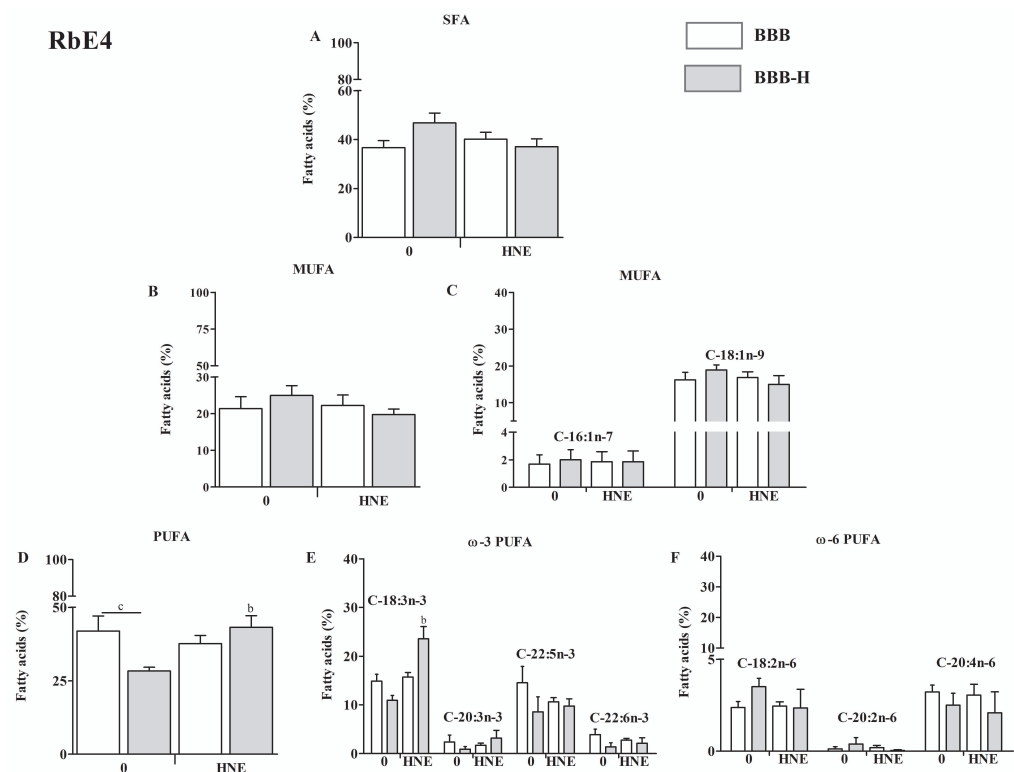 RbE4
BBB
BBB-H
SFA
A
Fatty acids (%)
100
80
60
40
20
0
0 HNE
MUFA
B
Fatty acids (%)
100
75
50
30
20
10
0
0 HNE
MUFA
C
Fatty acids (%)
40
30
20
10
4
2
0
C-16:1n-7
C-18:1n-9
0 HNE 0 HNE
PUFA
D
Fatty acids (%)
100
80
50
25
0
c
b
0 HNE
ω-3 PUFA
E
Fatty acids (%)
40
30
20
10
0
C-18:3n-3
b
C-20:3n-3
C-22:5n-3
C-22:6n-3
0 HNE 0 HNE 0 HNE 0 HNE
ω-6 PUFA
F
Fatty acids (%)
40
30
20
10
5
0
C-18:2n-6
C-20:2n-6
C-20:4n-6
0 HNE 0 HNE 0 HNE